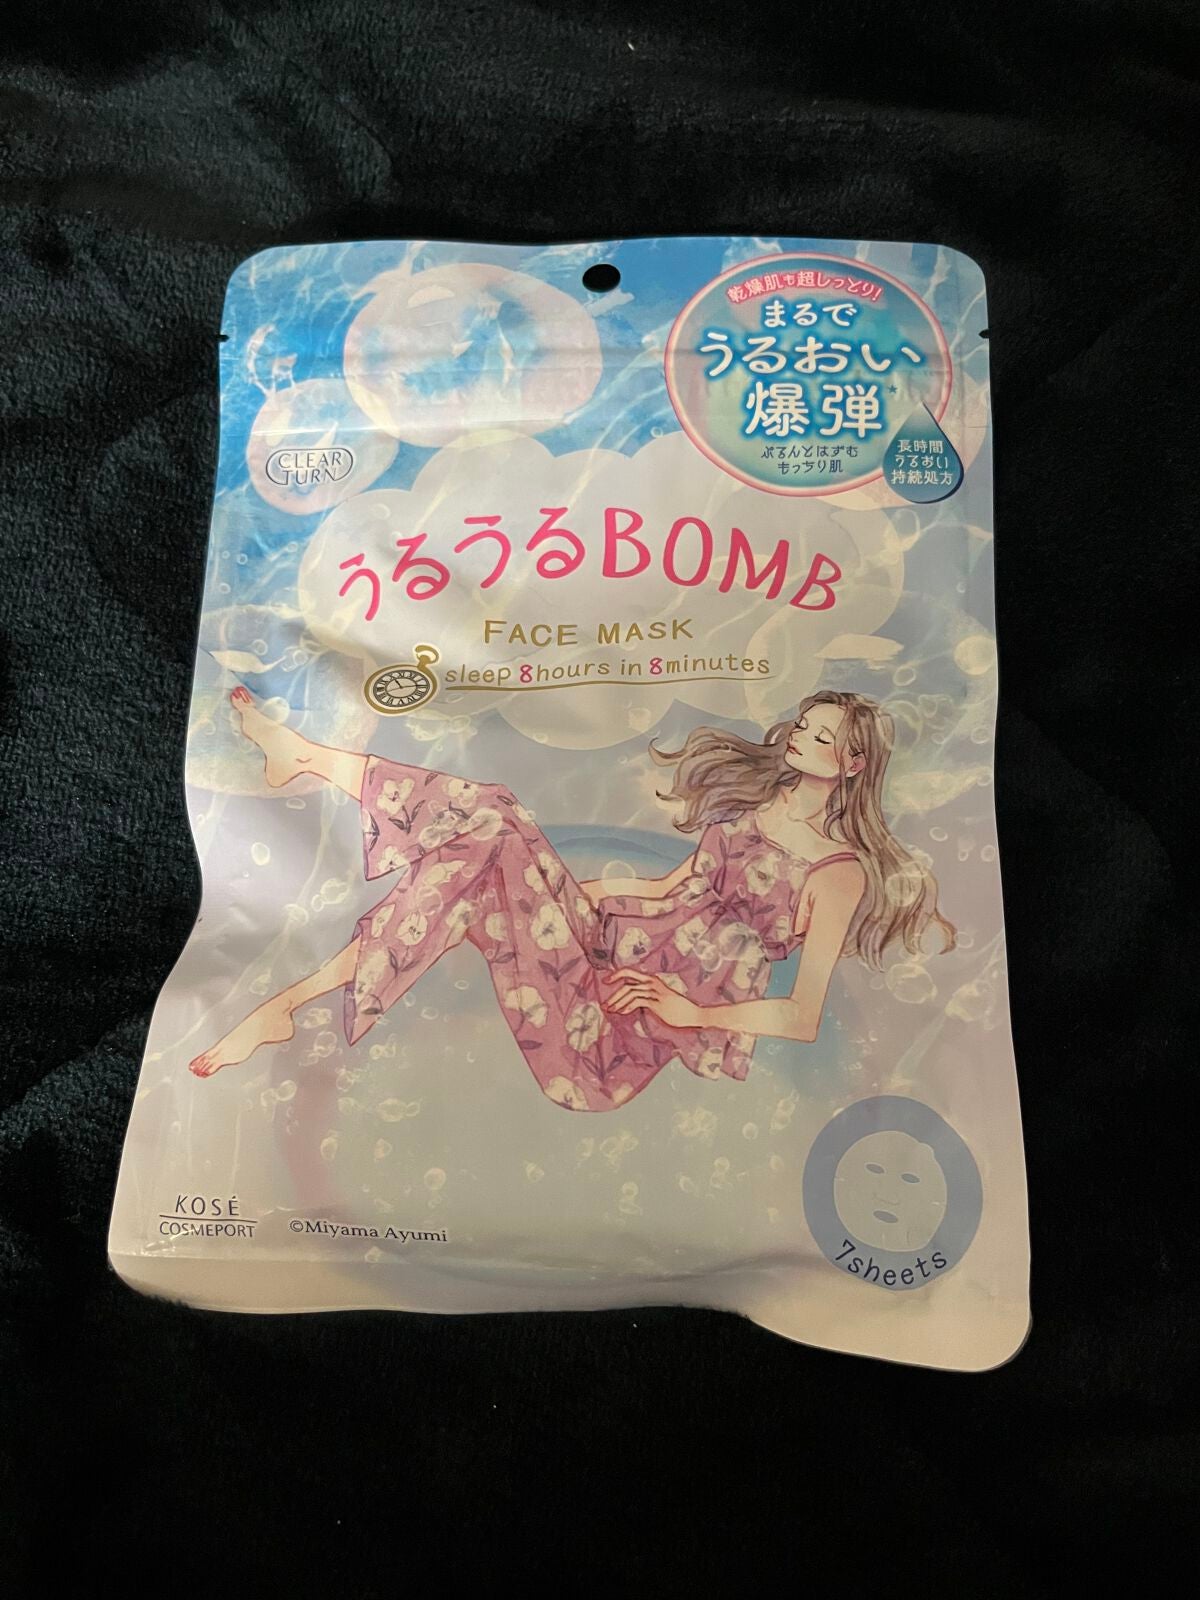 乾燥肌も超しっとり!
まるで
うるおい
爆弾*
ぷるんとはずむ
もっちり肌
長時間
うるおい
持続処方
CLEAR
TURN
うるうるBOMB
FACE MASK
sleep 8hours in 8minutes
KOSÉ
COSMEPORT
©Miyama Ayumi
7sheets